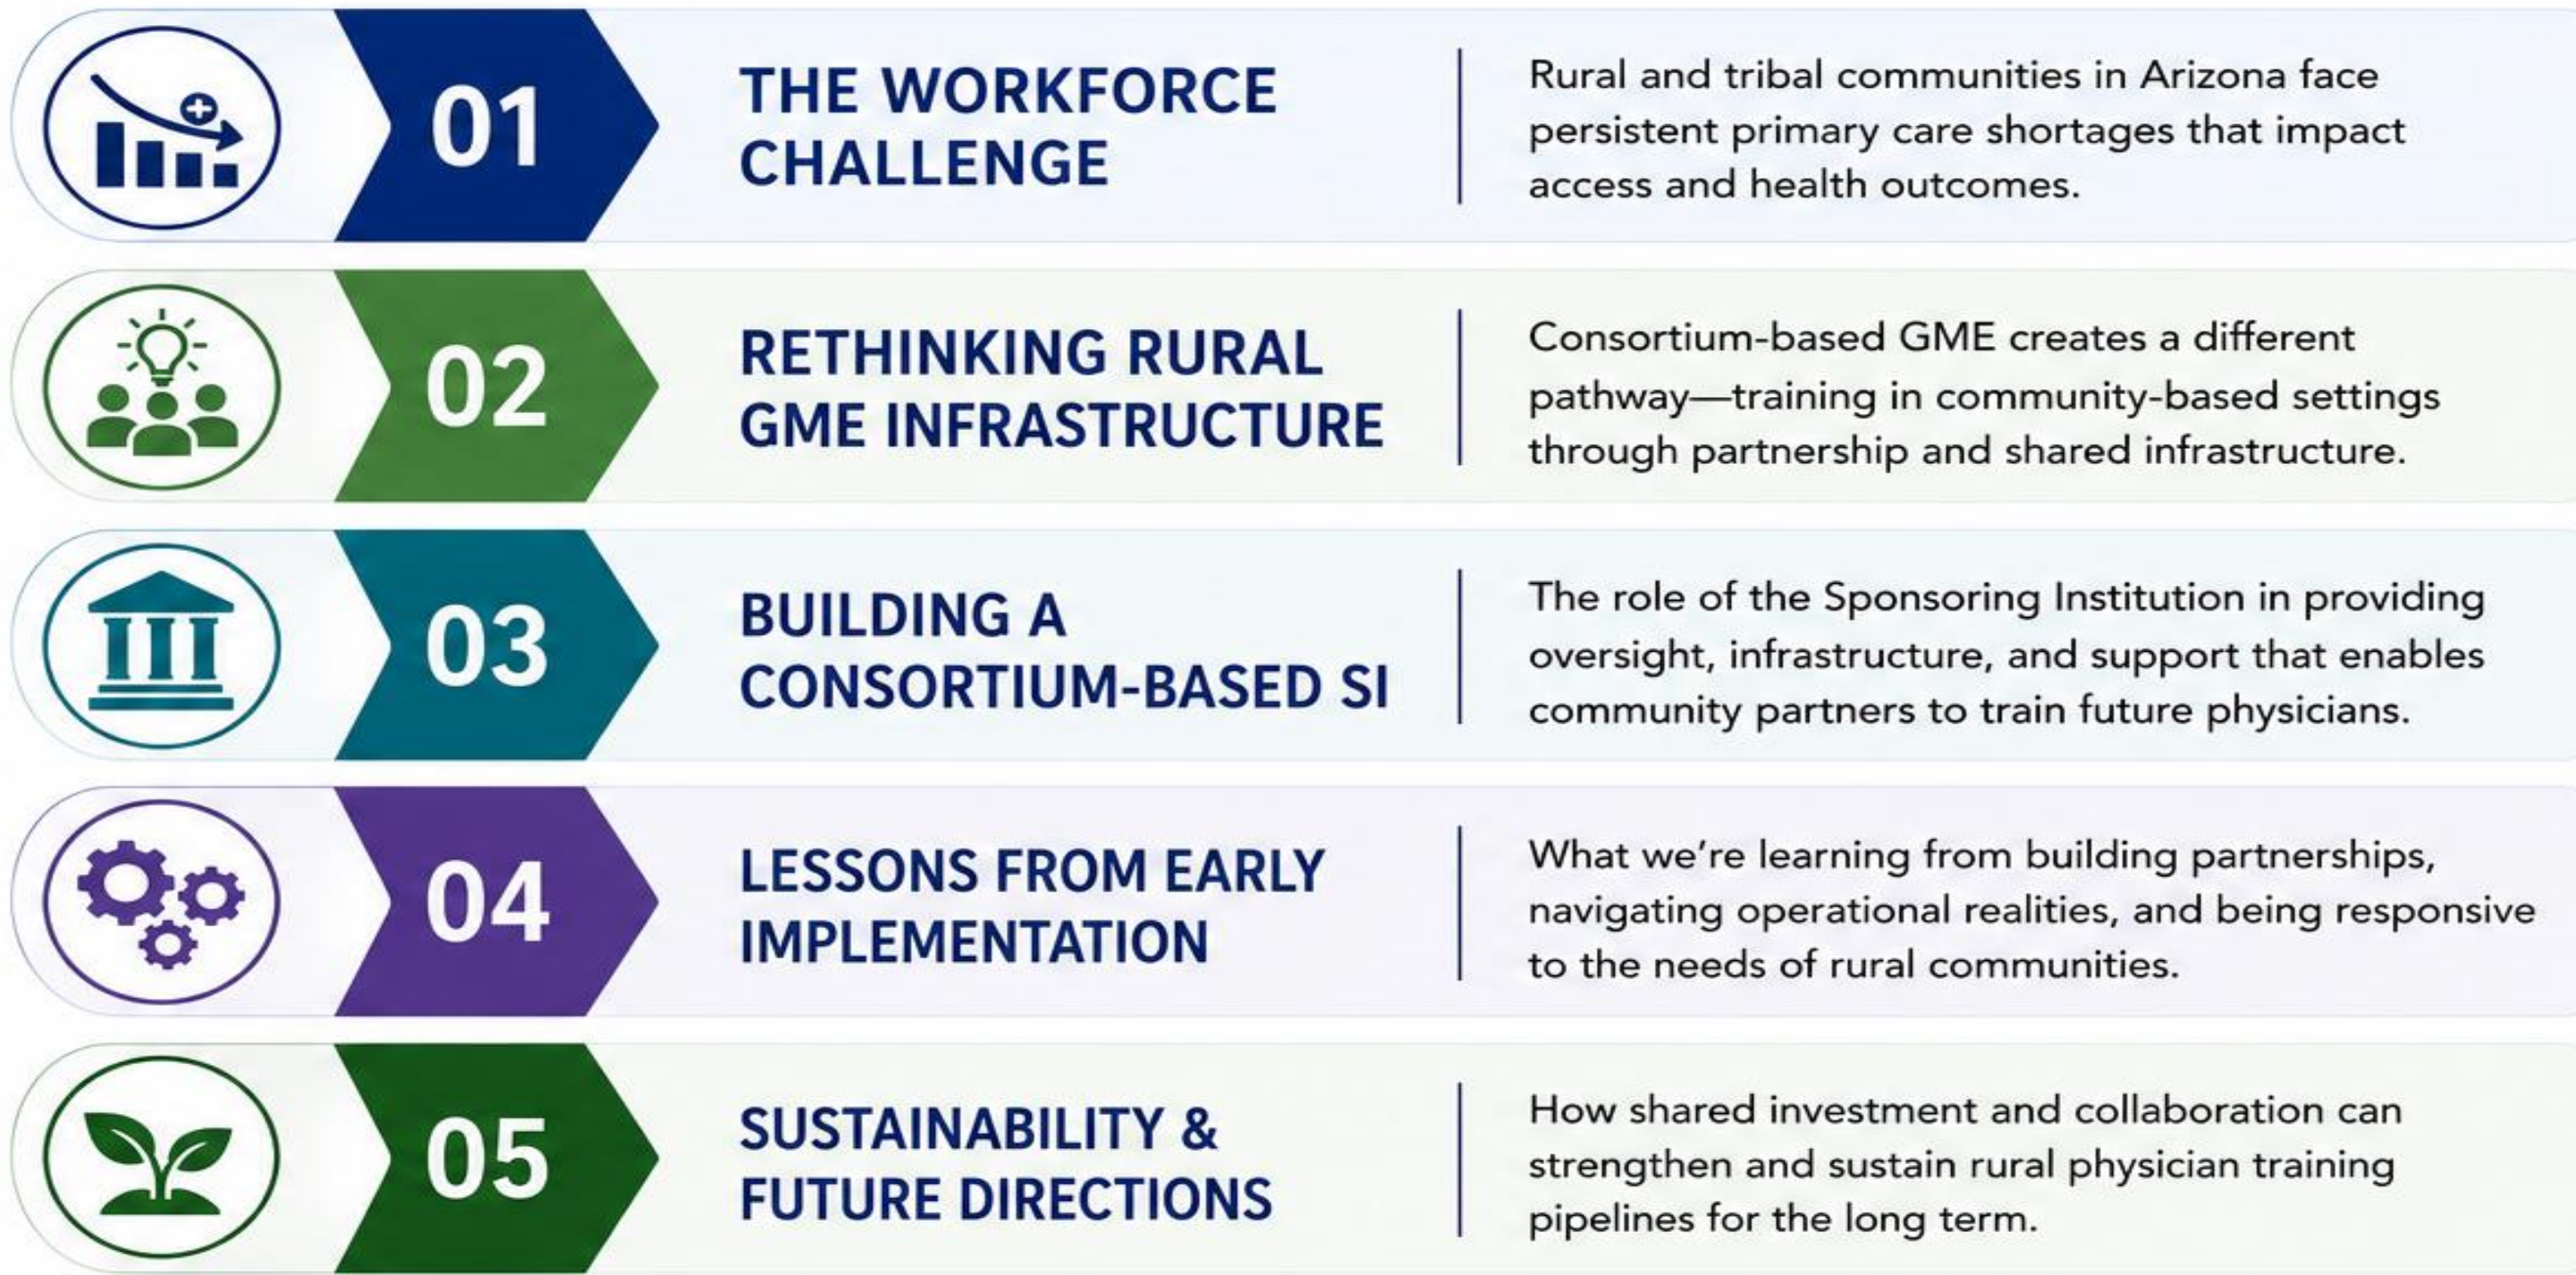 01
THE WORKFORCE
CHALLENGE
Rural and tribal communities in Arizona face
persistent primary care shortages that impact
access and health outcomes.
02
RETHINKING RURAL
GME INFRASTRUCTURE
Consortium-based GME creates a different
pathway—training in community-based settings
through partnership and shared infrastructure.
03
BUILDING A
CONSORTIUM-BASED SI
The role of the Sponsoring Institution in providing
oversight, infrastructure, and support that enables
community partners to train future physicians.
04
LESSONS FROM EARLY
IMPLEMENTATION
What we’re learning from building partnerships,
navigating operational realities, and being responsive
to the needs of rural communities.
05
SUSTAINABILITY &
FUTURE DIRECTIONS
How shared investment and collaboration can
strengthen and sustain rural physician training
pipelines for the long term.